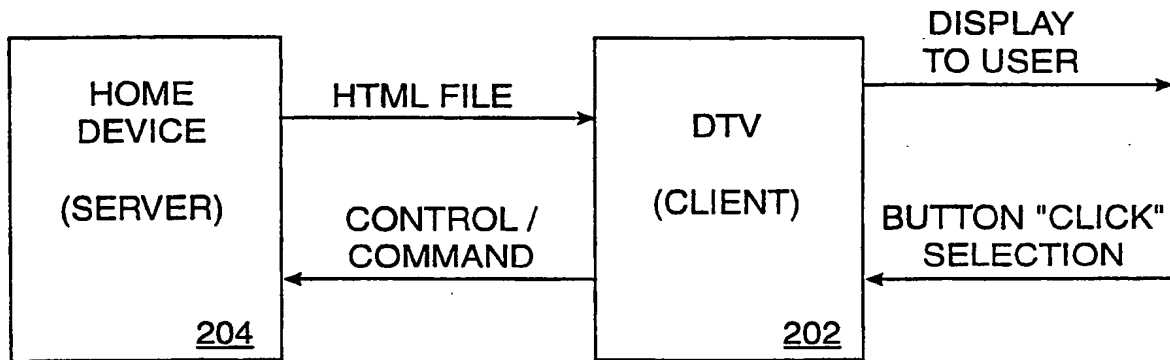 HOME
DEVICE
(SERVER)
204
HTML FILE
CONTROL /
COMMAND
DTV
(CLIENT)
202
DISPLAY
TO USER
BUTTON "CLICK"
SELECTION